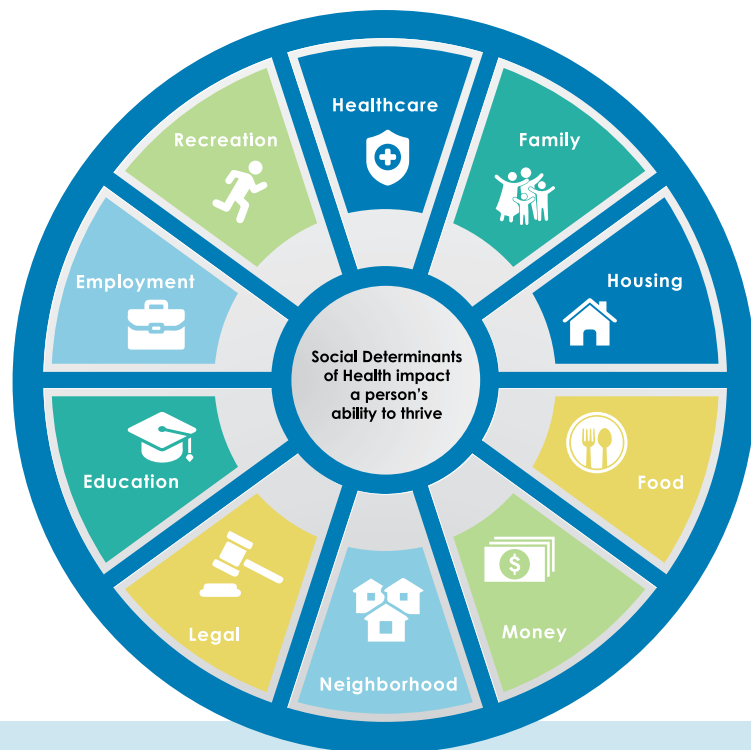 Healthcare
Family
Housing
Food
Money
Neighborhood
Legal
Education
Employment
Recreation
Social Determinants
of Health impact
a person's
ability to thrive
$